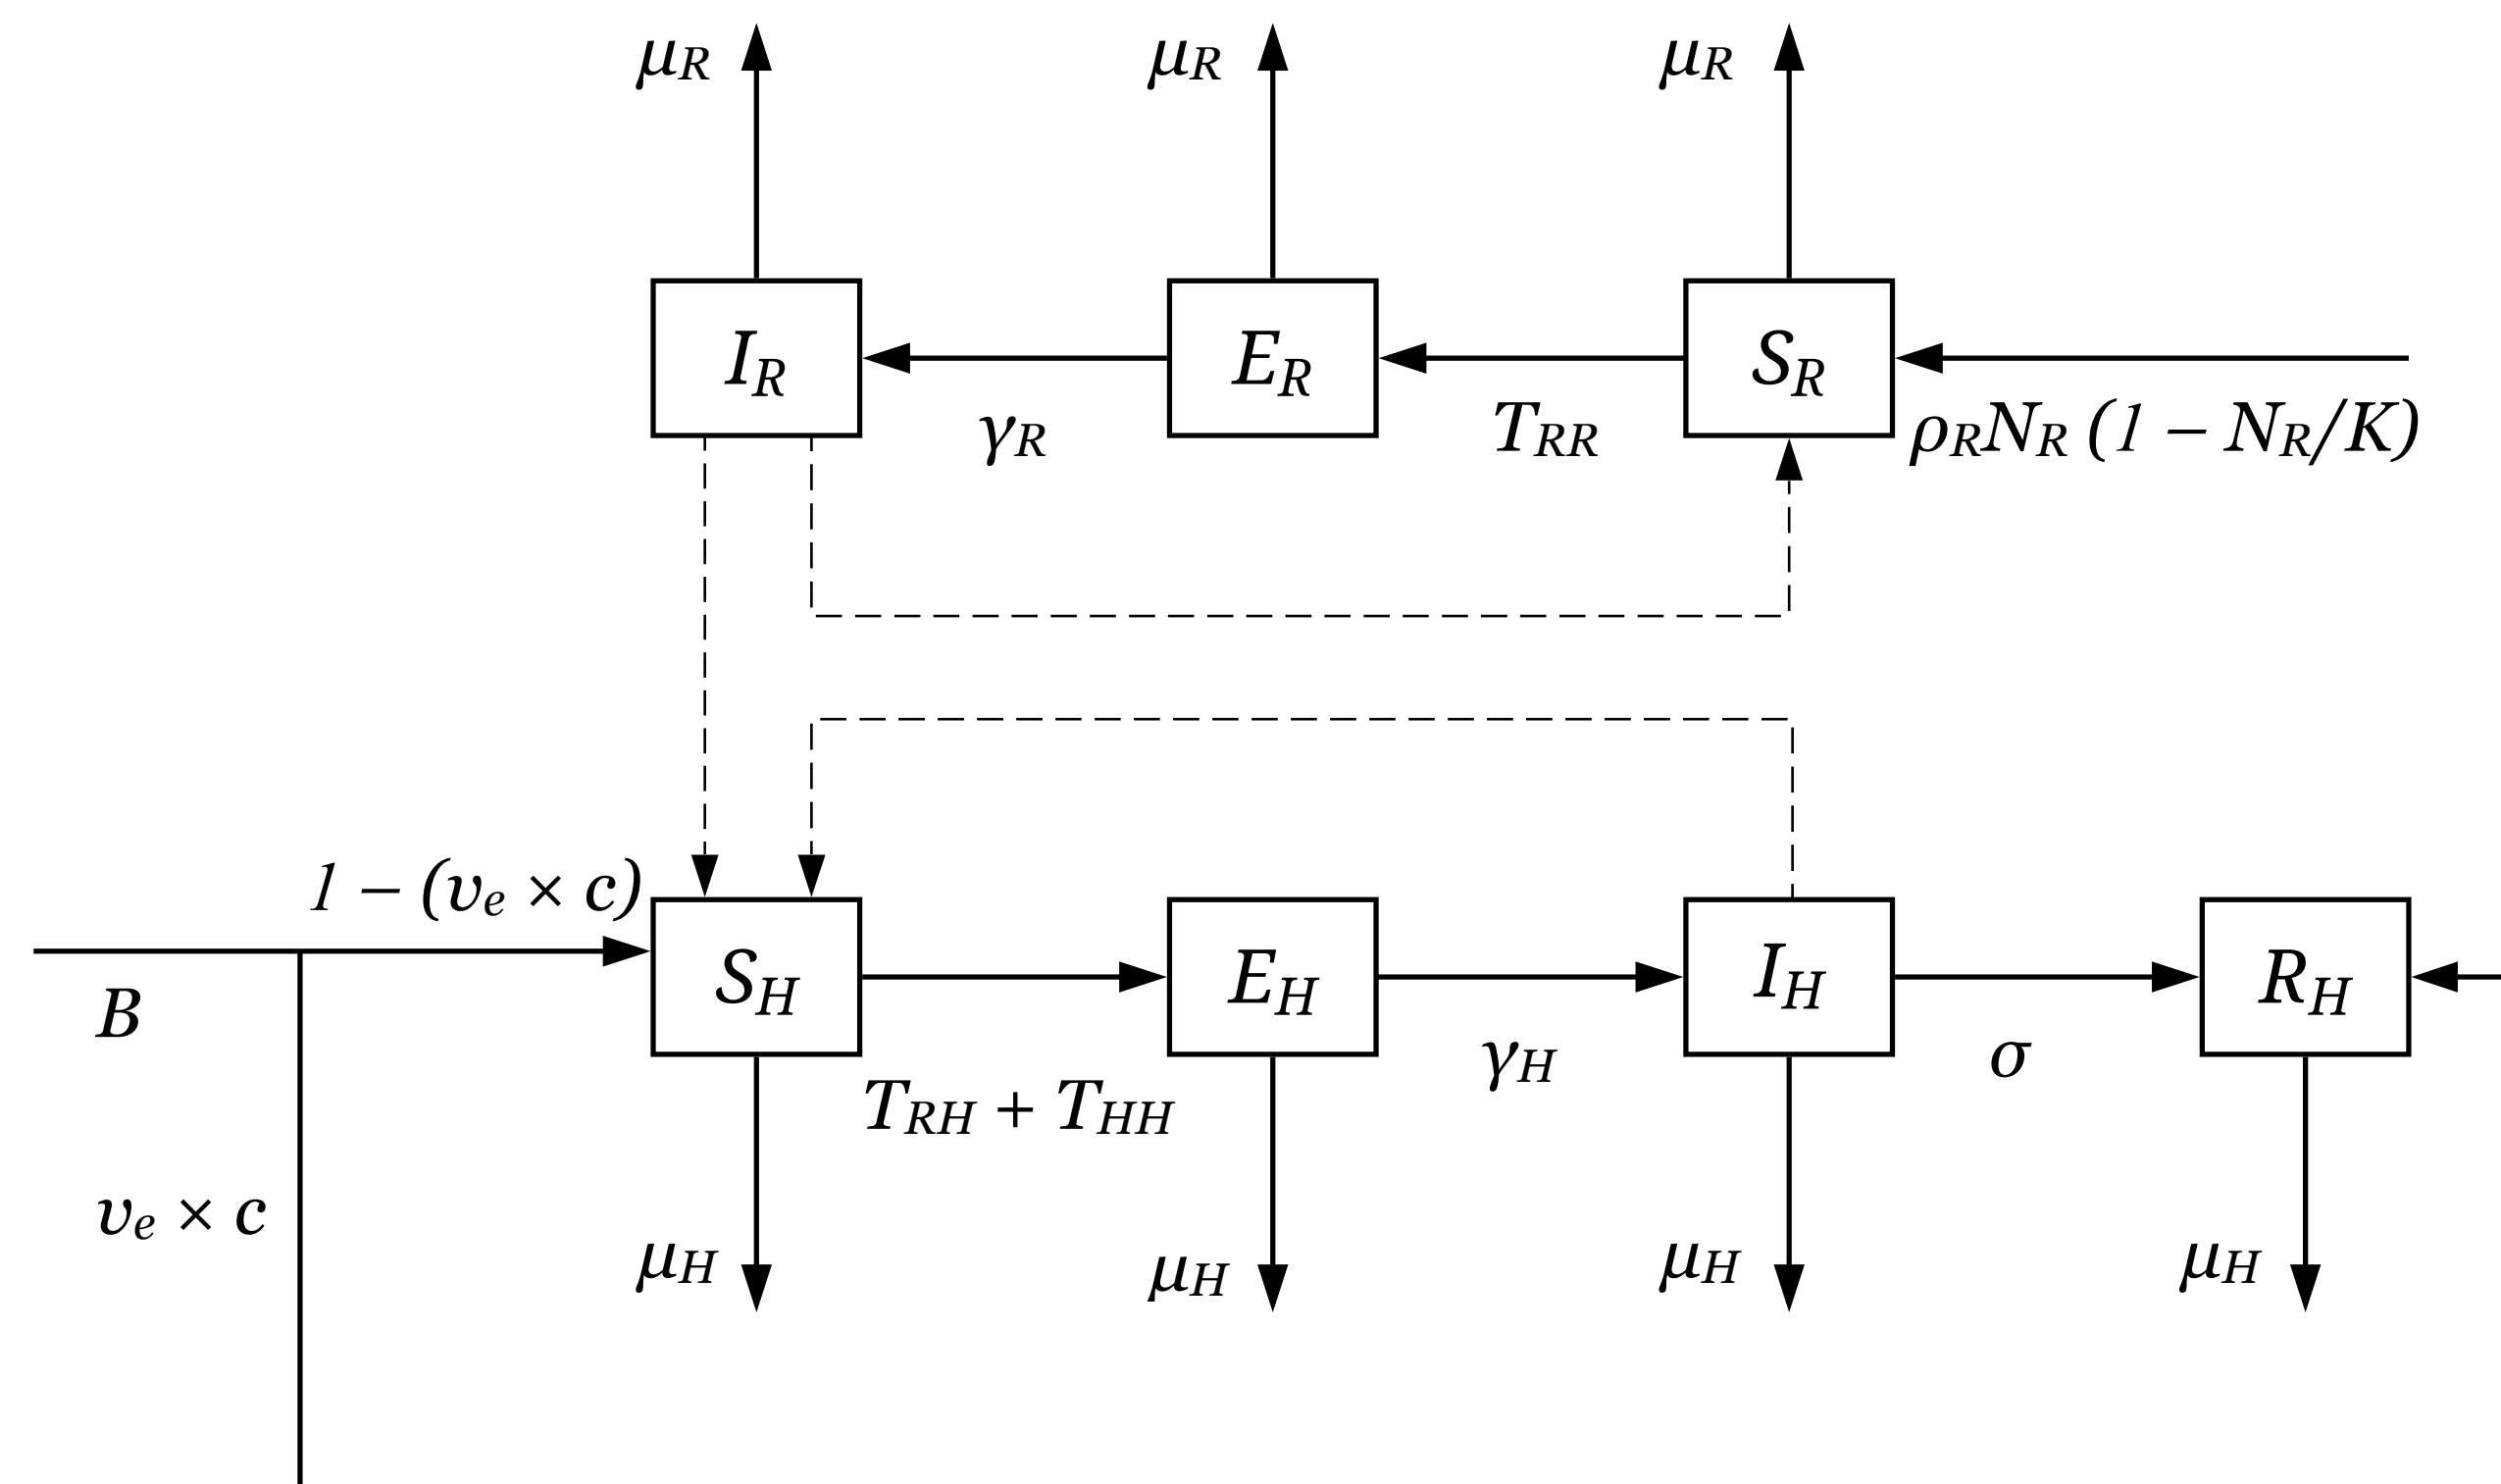 μR μR μR
IR ER SR
γR TRR ρRNR (1 − NR/K)
1 − (υe × c)
SH EH IH RH
B
γH σ
TRH + THH
υe × c
μH μH μH μH